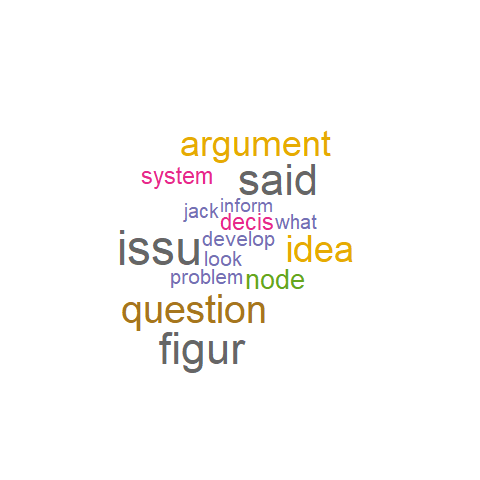 argument
system said
jack inform
decis what
issu develop idea
look
problem node
question
figur